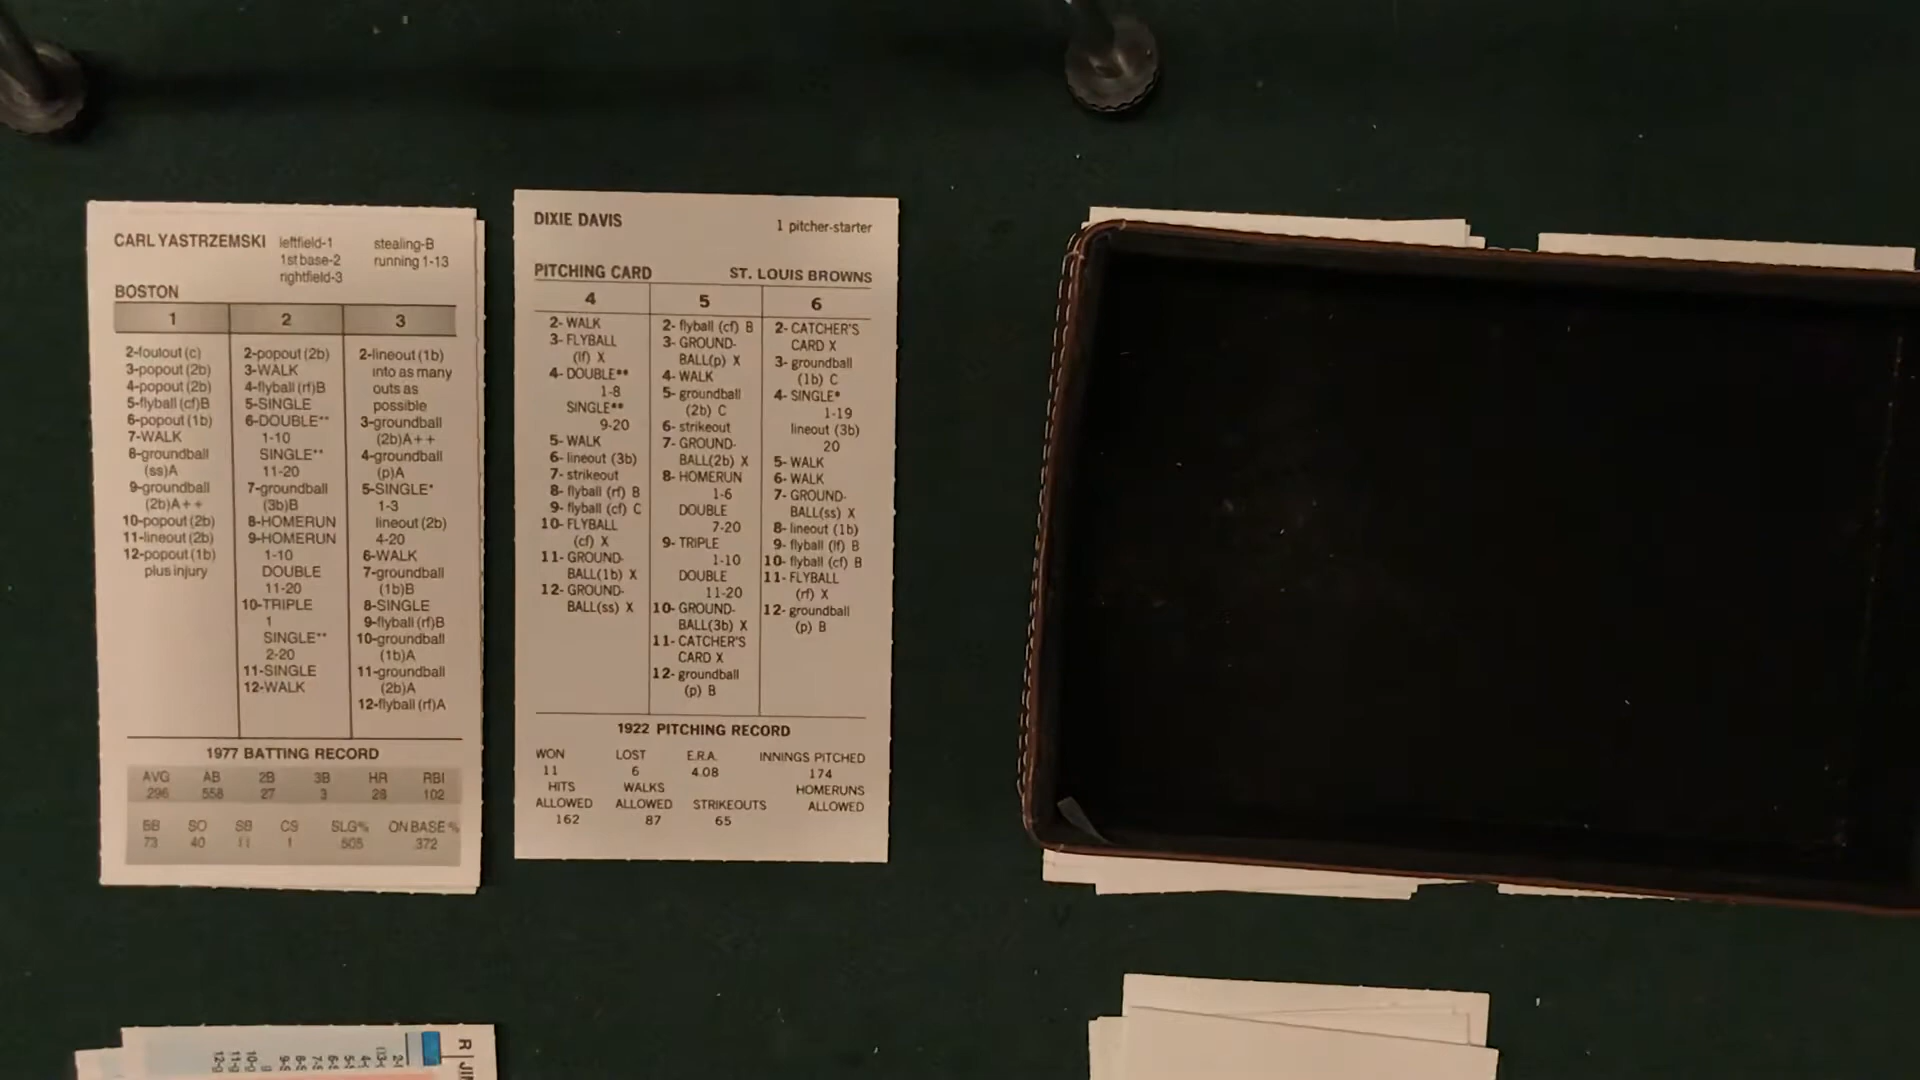 CARL YASTRZEMSKI leftfield-1 stealing-B
1st base-2 running 1-13
rightfield-3
BOSTON
1 2 3
2-foulout (c)
3-popout (2b)
4-popout (2b)
5-flyball (cf)B
6-popout (1b)
7-WALK
8-groundball
(ss)A
9-groundball
(2b)A++
10-popout (2b)
11-lineout (2b)
12-popout (1b)
plus injury
2-popout (2b)
3-WALK
4-flyball (rf)B
5-SINGLE
6-DOUBLE**
1-10
SINGLE**
11-20
7-groundball
(3b)B
8-HOMERUN
9-HOMERUN
1-10
DOUBLE
11-20
10-TRIPLE
1
SINGLE**
2-20
11-SINGLE
12-WALK
2-lineout (1b)
into as many
outs as
possible
3-groundball
(2b)A++
4-groundball
(p)A
5-SINGLE*
1-3
lineout (2b)
4-20
6-WALK
7-groundball
(1b)B
8-SINGLE
9-flyball (rf)B
10-groundball
(1b)A
11-groundball
(2b)A
12-flyball (rf)A
1977 BATTING RECORD
AVG AB 2B 3B HR RBI
296 558 27 3 28 102
BB SO SB CS SLG% ON BASE %
73 40 11 1 .505 .372
DIXIE DAVIS 1 pitcher-starter
PITCHING CARD ST. LOUIS BROWNS
4 5 6
2- WALK
3- FLYBALL
(lf) X
4- DOUBLE**
1-8
SINGLE**
9-20
5- WALK
6- lineout (3b)
7- strikeout
8- flyball (rf) B
9- flyball (cf) C
10- FLYBALL
(cf) X
11- GROUND-
BALL(1b) X
12- GROUND-
BALL(ss) X
2- flyball (cf) B
3- GROUND-
BALL(p) X
4- WALK
5- groundball
(2b) C
6- strikeout
7- GROUND-
BALL(2b) X
8- HOMERUN
1-6
DOUBLE
7-20
9- TRIPLE
1-10
DOUBLE
11-20
10- GROUND-
BALL(3b) X
11- CATCHER'S
CARD X
12- groundball
(p) B
2- CATCHER'S
CARD X
3- groundball
(1b) C
4- SINGLE*
1-19
lineout (3b)
20
5- WALK
6- WALK
7- GROUND-
BALL(ss) X
8- lineout (1b)
9- flyball (lf) B
10- flyball (cf) B
11- FLYBALL
(rf) X
12- groundball
(p) B
1922 PITCHING RECORD
WON LOST E.R.A. INNINGS PITCHED
11 6 4.08 174
HITS ALLOWED WALKS ALLOWED STRIKEOUTS HOMERUNS ALLOWED
162 87 65